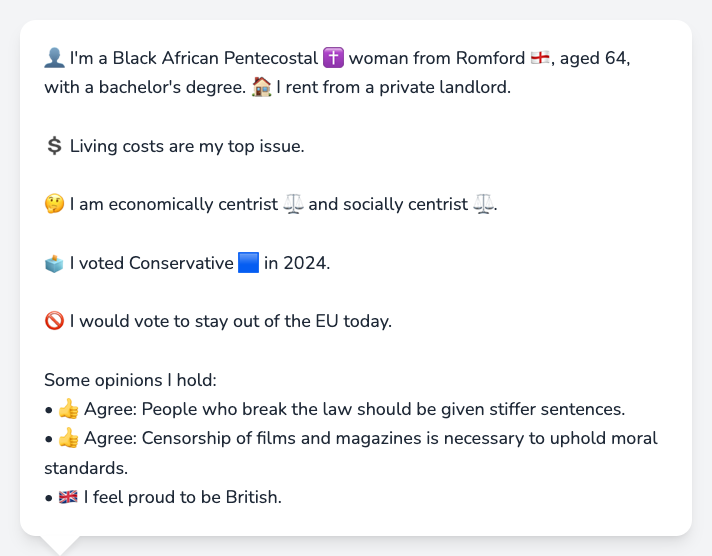 👤 I'm a Black African Pentecostal ✝️ woman from Romford 🏴󠁧󠁢󠁥󠁮󠁧󠁿, aged 64,
with a bachelor's degree. 🏠 I rent from a private landlord.
💲 Living costs are my top issue.
🤔 I am economically centrist ⚖️ and socially centrist ⚖️.
🗳️ I voted Conservative 🟦 in 2024.
🚫 I would vote to stay out of the EU today.
Some opinions I hold:
• 👍 Agree: People who break the law should be given stiffer sentences.
• 👍 Agree: Censorship of films and magazines is necessary to uphold moral
standards.
• 🇬🇧 I feel proud to be British.